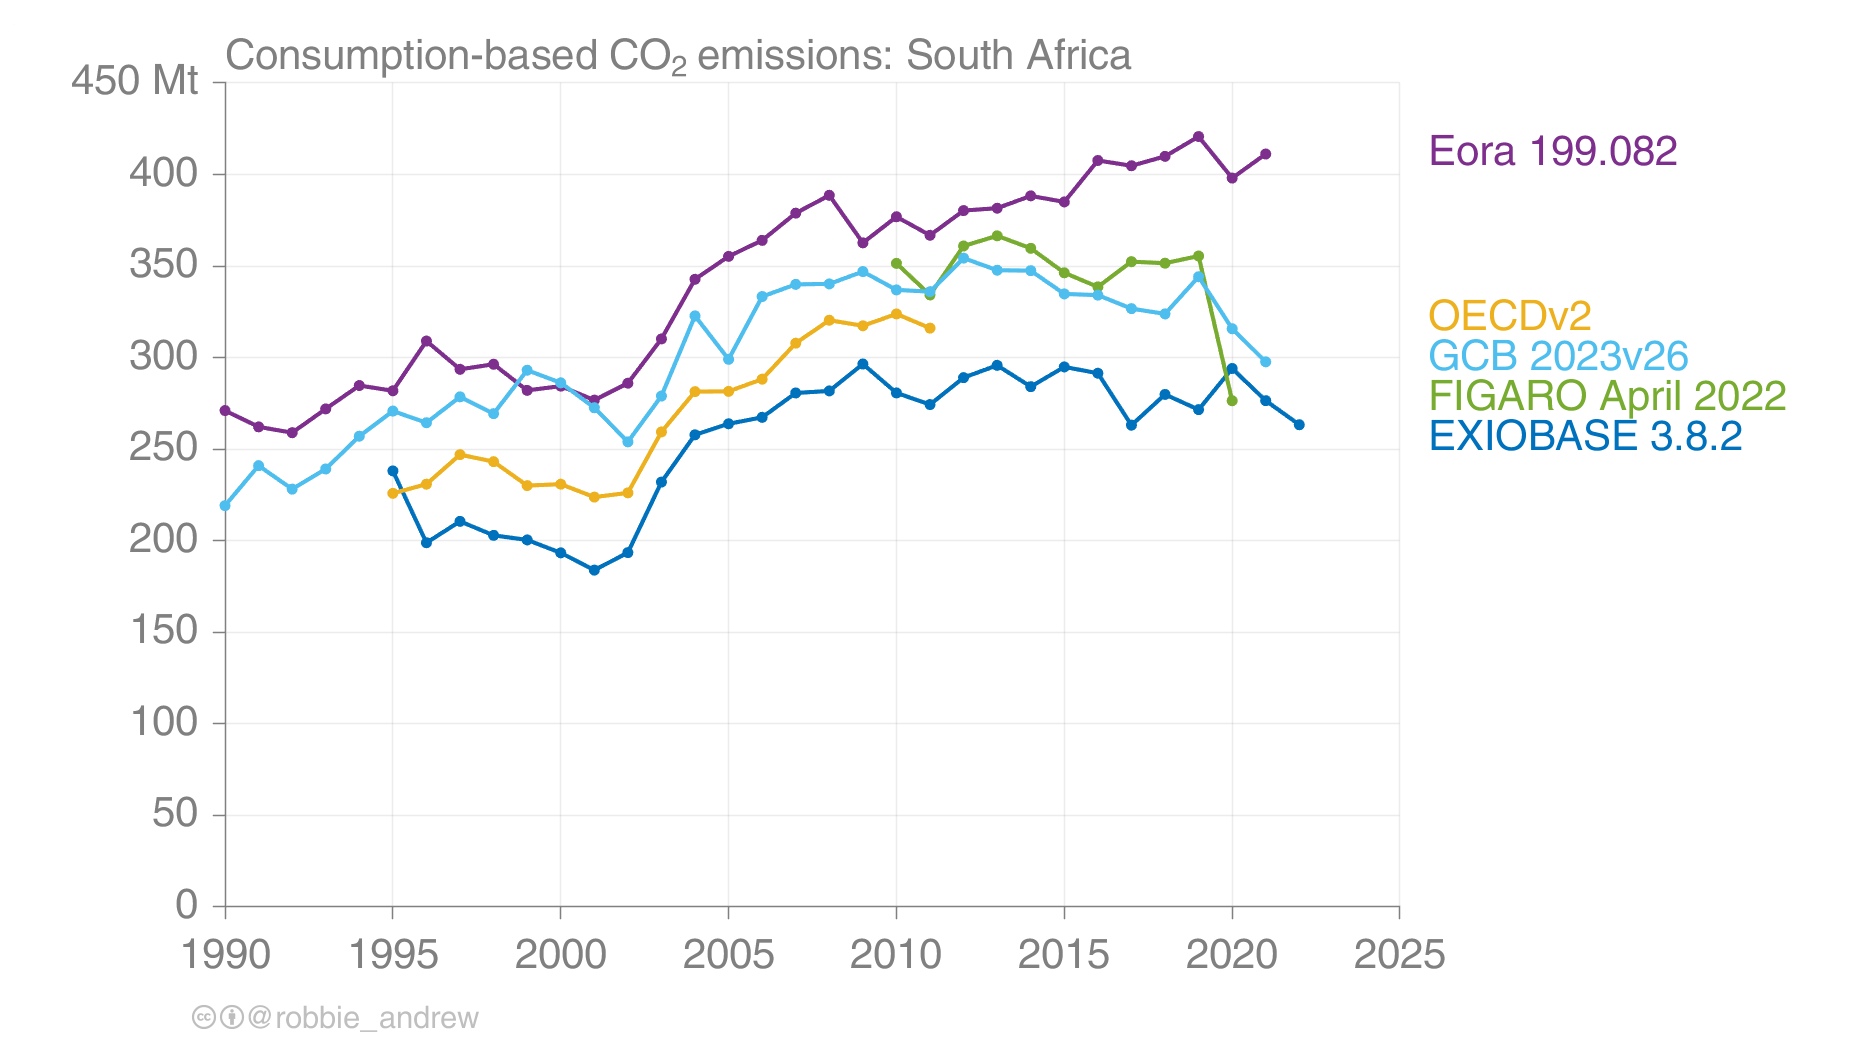 Consumption-based CO₂ emissions: South Africa
450 Mt
400
350
300
250
200
150
100
50
0
1990 1995 2000 2005 2010 2015 2020 2025
Eora 199.082
OECDv2
GCB 2023v26
FIGARO April 2022
EXIOBASE 3.8.2
cc @robbie_andrew